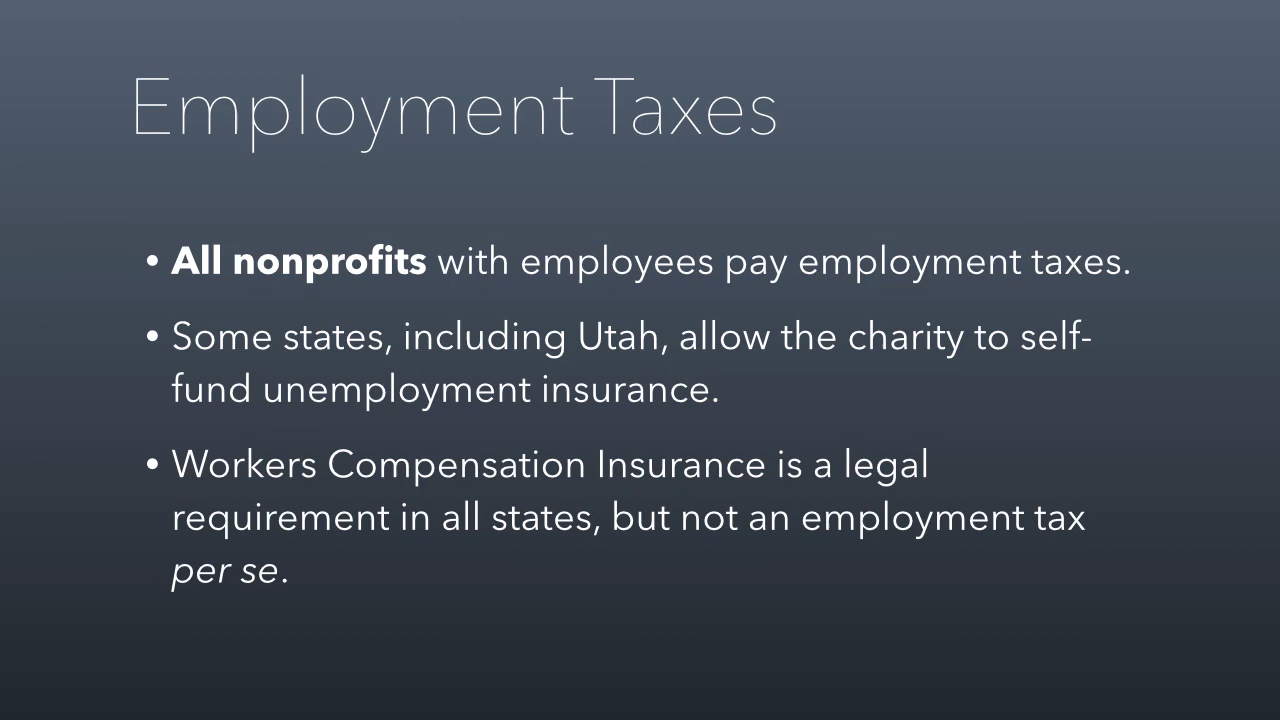 Employment Taxes
• All nonprofits with employees pay employment taxes.
• Some states, including Utah, allow the charity to self-
fund unemployment insurance.
• Workers Compensation Insurance is a legal
requirement in all states, but not an employment tax
per se.